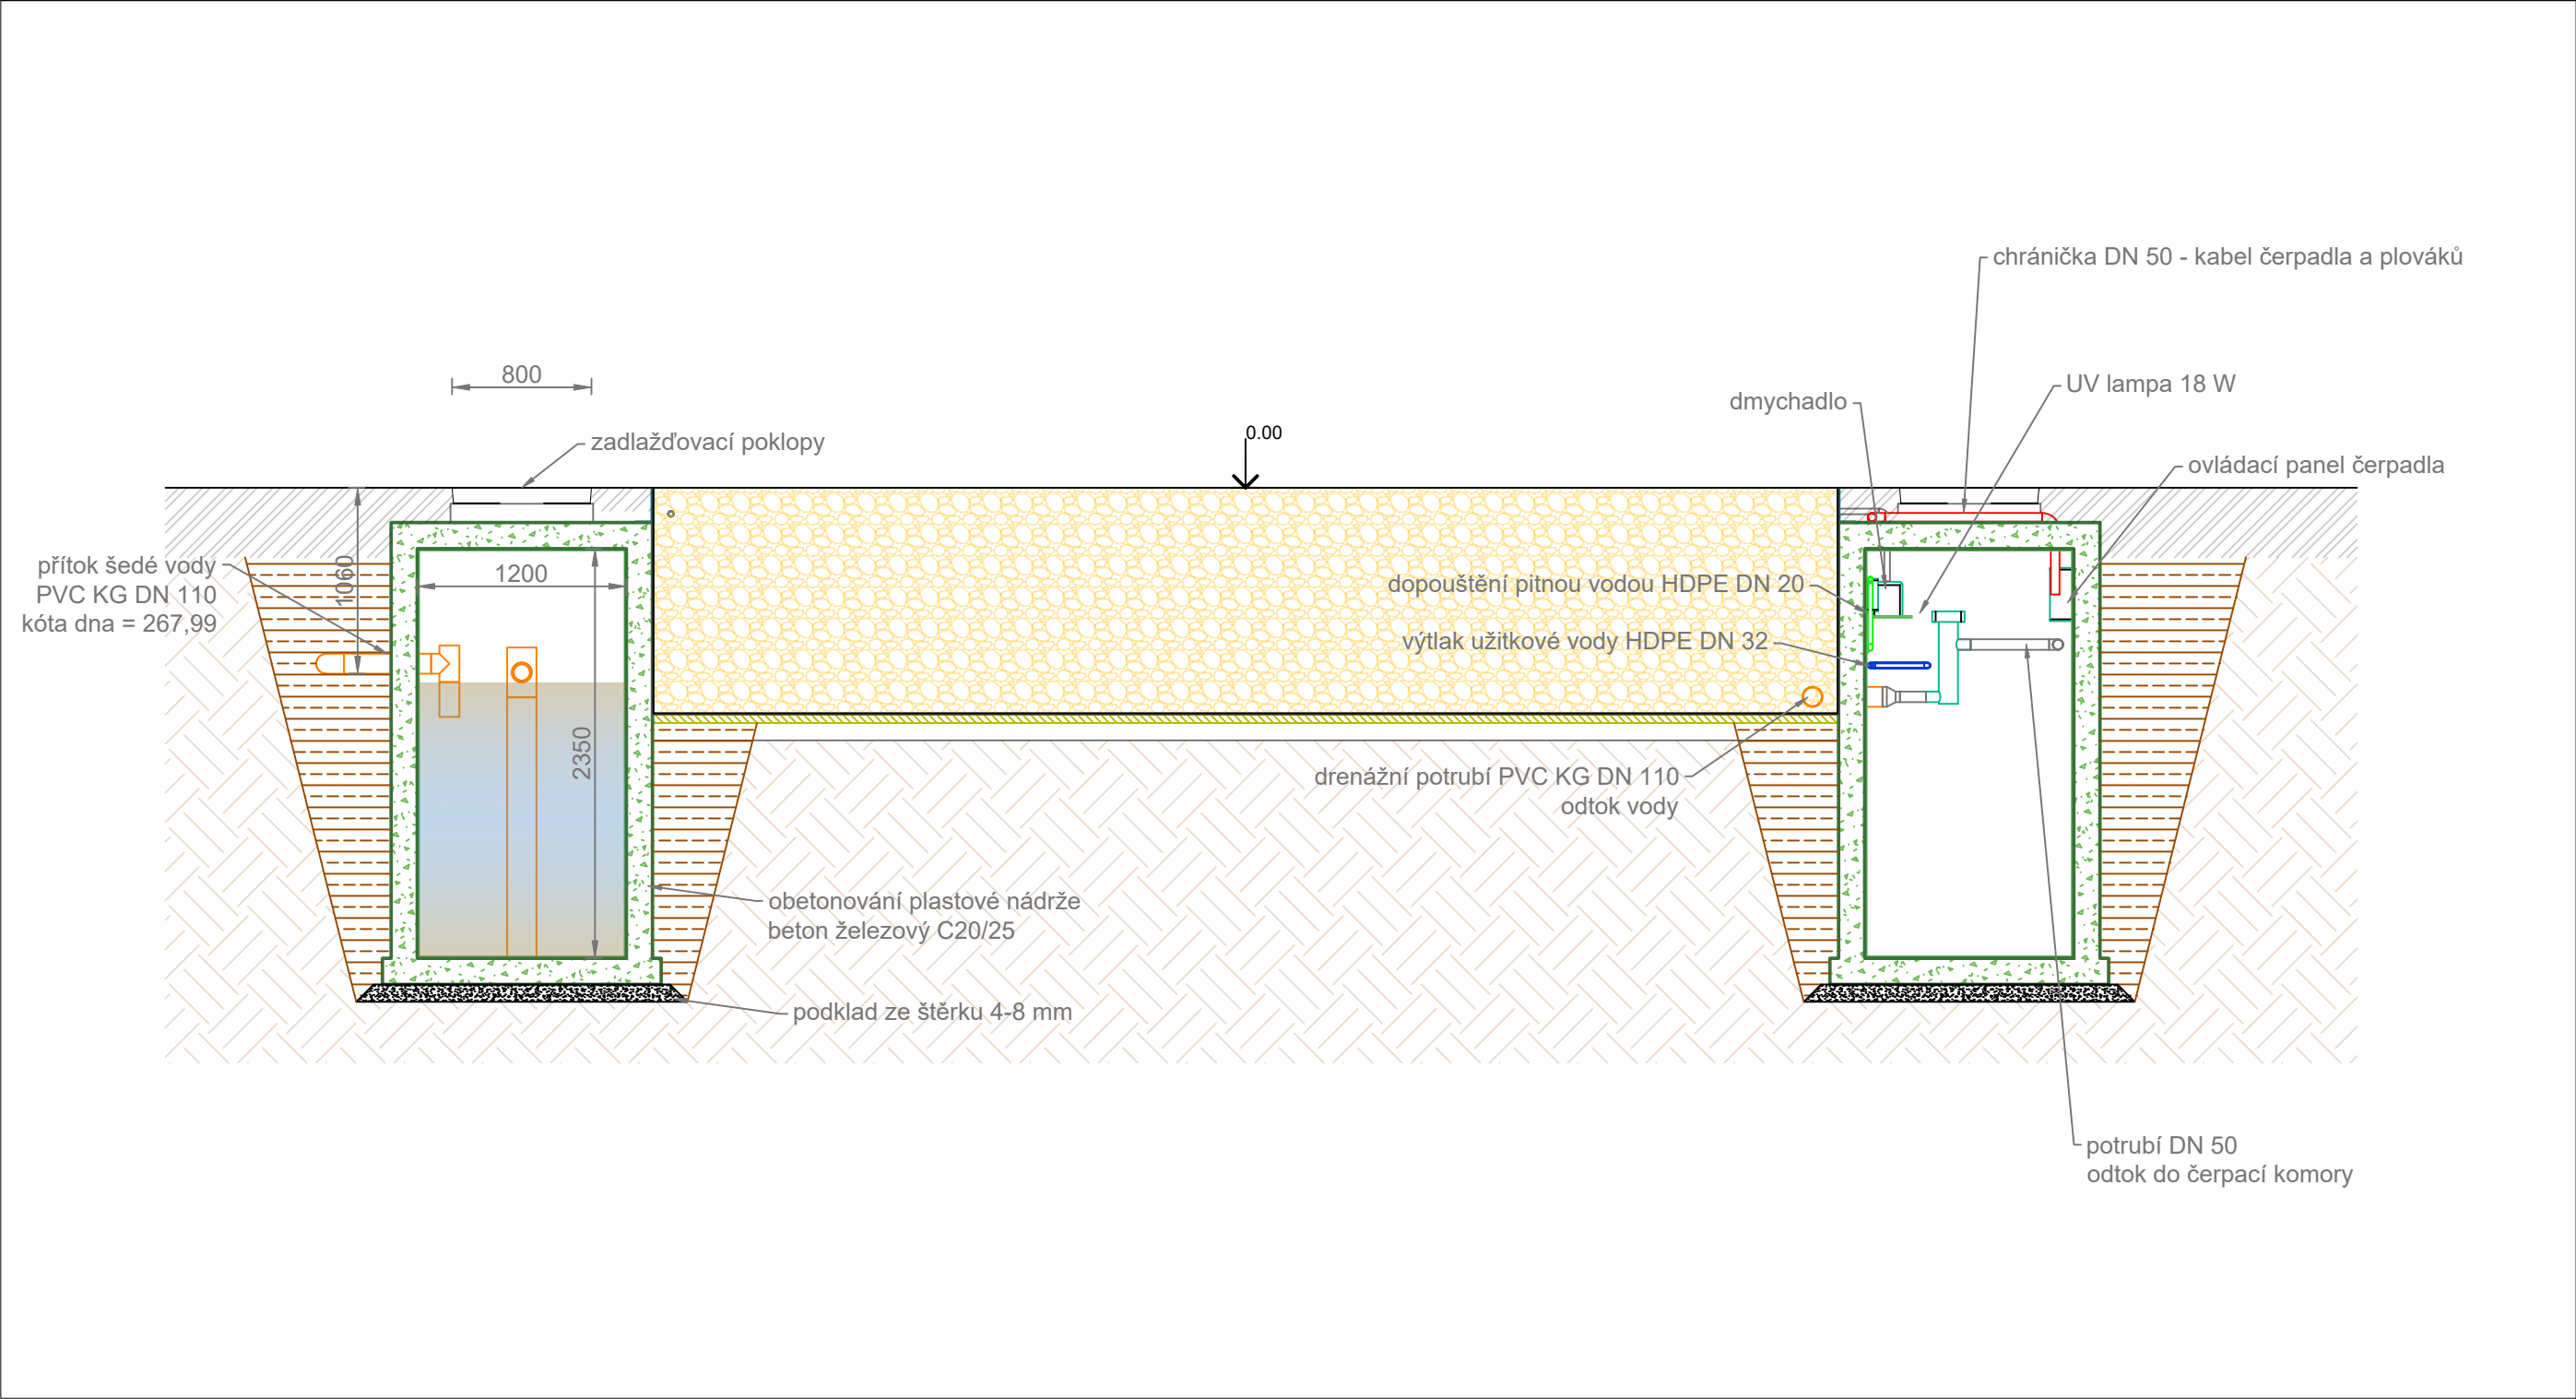 chránička DN 50 - kabel čerpadla a plováků
800
UV lampa 18 W
dmychadlo
zadlažďovací poklopy
0.00
ovládací panel čerpadla
přítok šedé vody
PVC KG DN 110
kóta dna = 267,99
1060
1200
dopouštění pitnou vodou HDPE DN 20
výtlak užitkové vody HDPE DN 32
2350
drenážní potrubí PVC KG DN 110
odtok vody
obetonování plastové nádrže
beton železový C20/25
podklad ze štěrku 4-8 mm
potrubí DN 50
odtok do čerpací komory